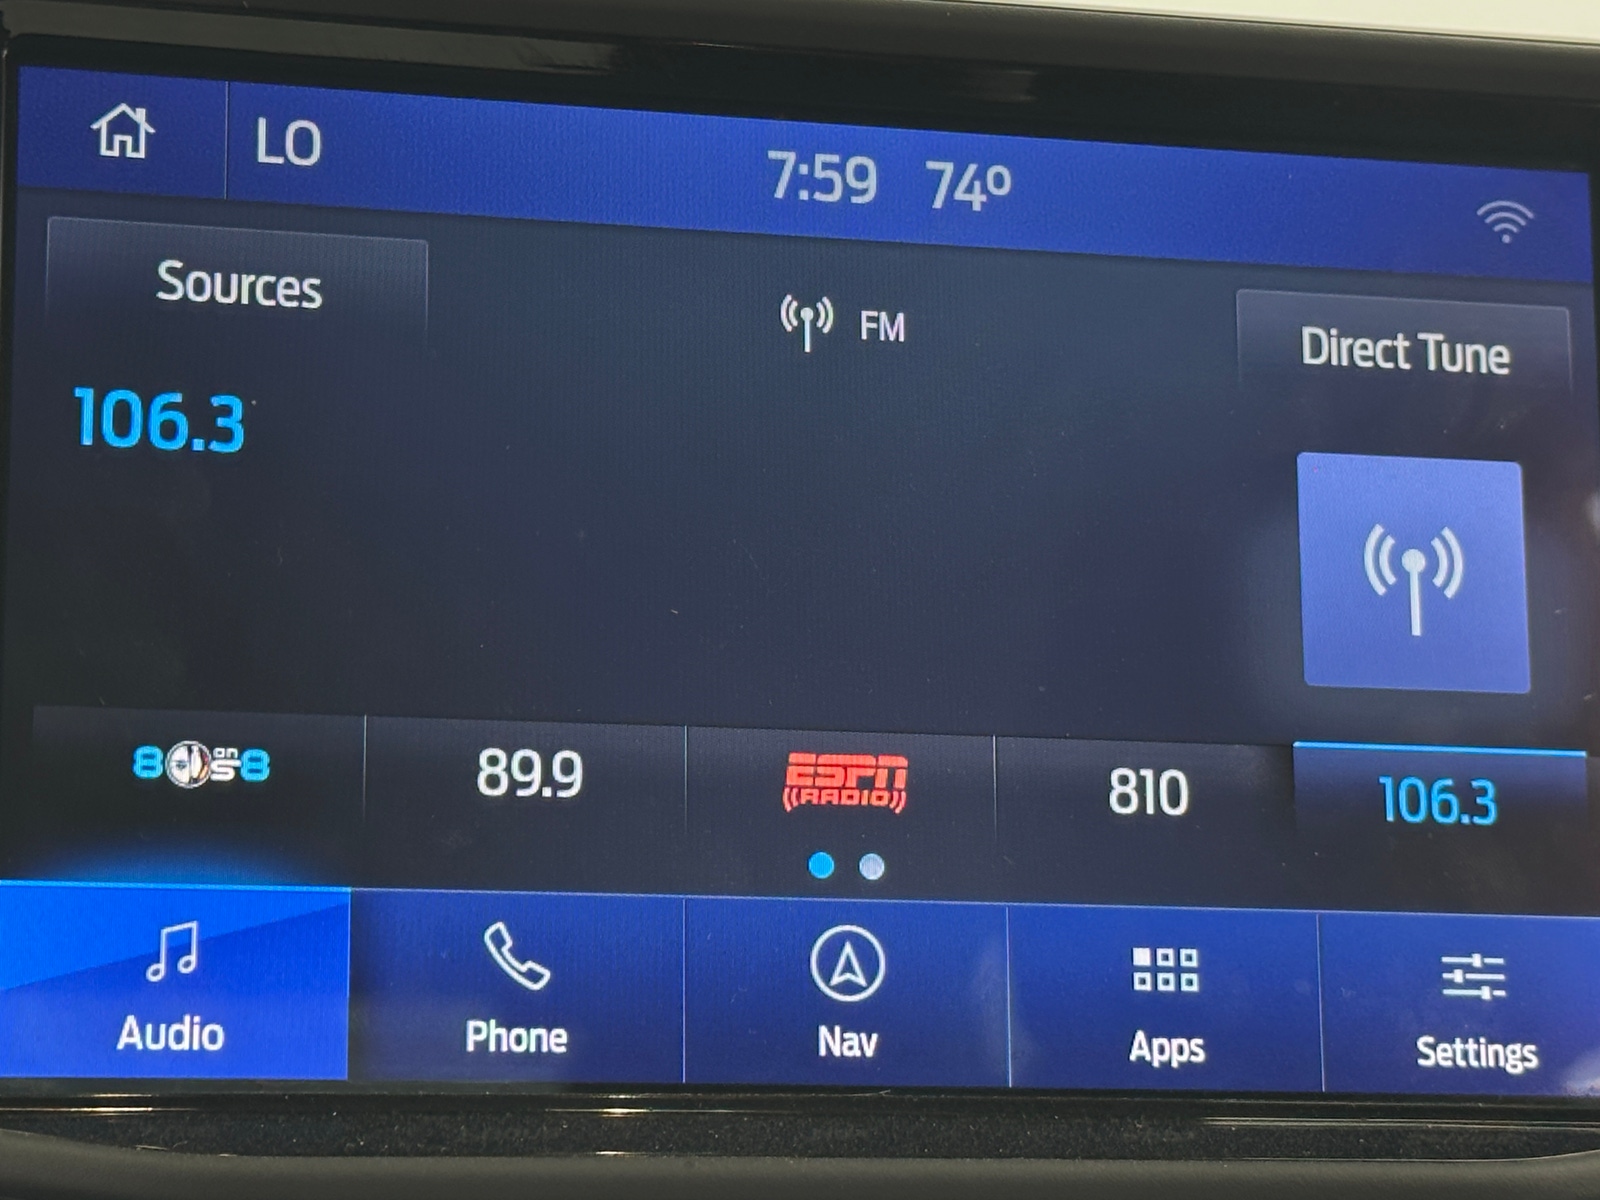 LO
7:59 74º
Sources
FM
Direct Tune
106.3
80s on 8
89.9
ESPN
RADIO
810
106.3
Audio
Phone
Nav
Apps
Settings